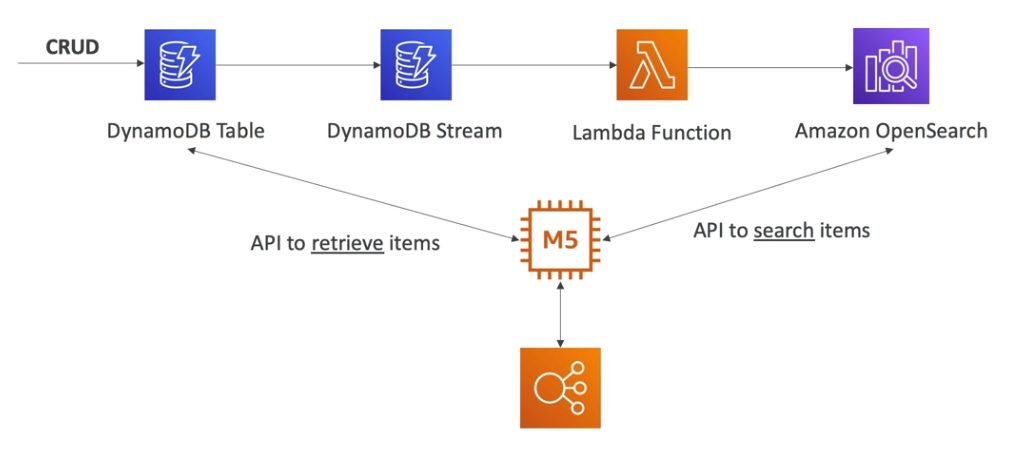 CRUD
DynamoDB Table
DynamoDB Stream
Lambda Function
Amazon OpenSearch
API to retrieve items
M5
API to search items